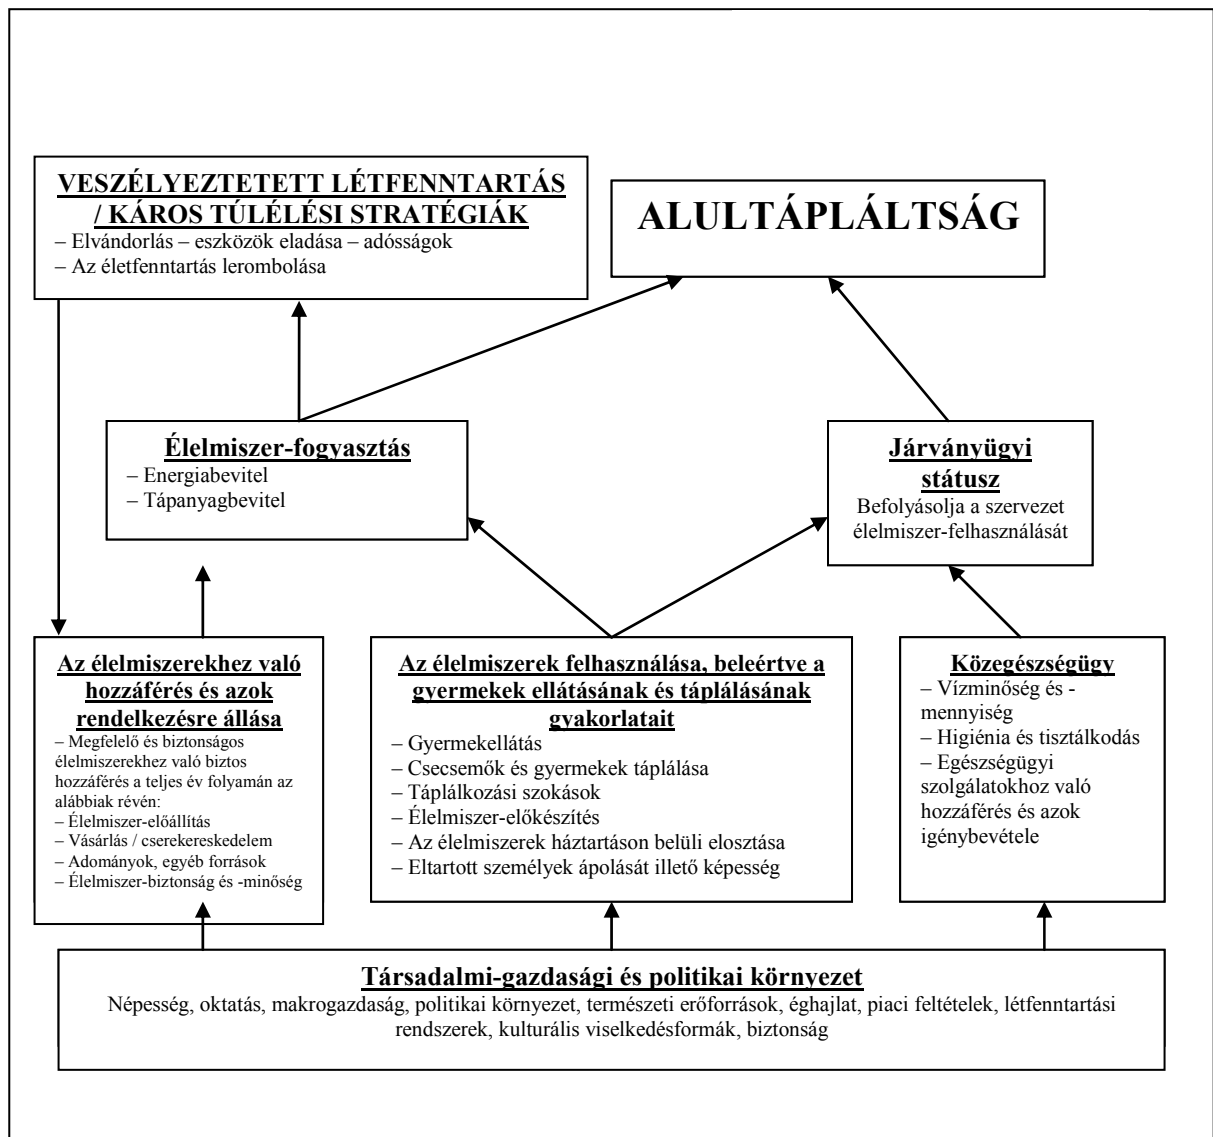 VESZÉLYEZTETETT LÉTFENNTARTÁS
/ KÁROS TÚLÉLÉSI STRATÉGIÁK
– Elvándorlás – eszközök eladása – adósságok
– Az életfenntartás lerombolása
ALULTÁPLÁLTSÁG
Élelmiszer-fogyasztás
– Energiabevitel
– Tápanyagbevitel
Járványügyi
státusz
Befolyásolja a szervezet
élelmiszer-felhasználását
Az élelmiszerekhez való
hozzáférés és azok
rendelkezésre állása
– Megfelelő és biztonságos
élelmiszerekhez való biztos
hozzáférés a teljes év folyamán az
alábbiak révén:
– Élelmiszer-előállítás
– Vásárlás / cserekereskedelem
– Adományok, egyéb források
– Élelmiszer-biztonság és -minőség
Az élelmiszerek felhasználása, beleértve a
gyermekek ellátásának és táplálásának
gyakorlatait
– Gyermekellátás
– Csecsemők és gyermekek táplálása
– Táplálkozási szokások
– Élelmiszer-előkészítés
– Az élelmiszerek háztartáson belüli elosztása
– Eltartott személyek ápolását illető képesség
Közegészségügy
– Vízminőség és -
mennyiség
– Higiénia és tisztálkodás
– Egészségügyi
szolgálatokhoz való
hozzáférés és azok
igénybevétele
Társadalmi-gazdasági és politikai környezet
Népesség, oktatás, makrogazdaság, politikai környezet, természeti erőforrások, éghajlat, piaci feltételek, létfenntartási
rendszerek, kulturális viselkedésformák, biztonság